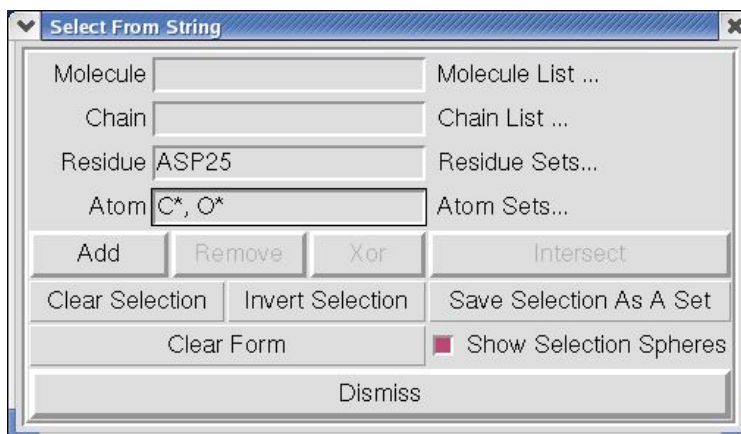 Select From String
Molecule Molecule List ...
Chain Chain List ...
Residue ASP25 Residue Sets...
Atom C*, O* Atom Sets...
Add Remove Xor Intersect
Clear Selection Invert Selection Save Selection As A Set
Clear Form Show Selection Spheres
Dismiss